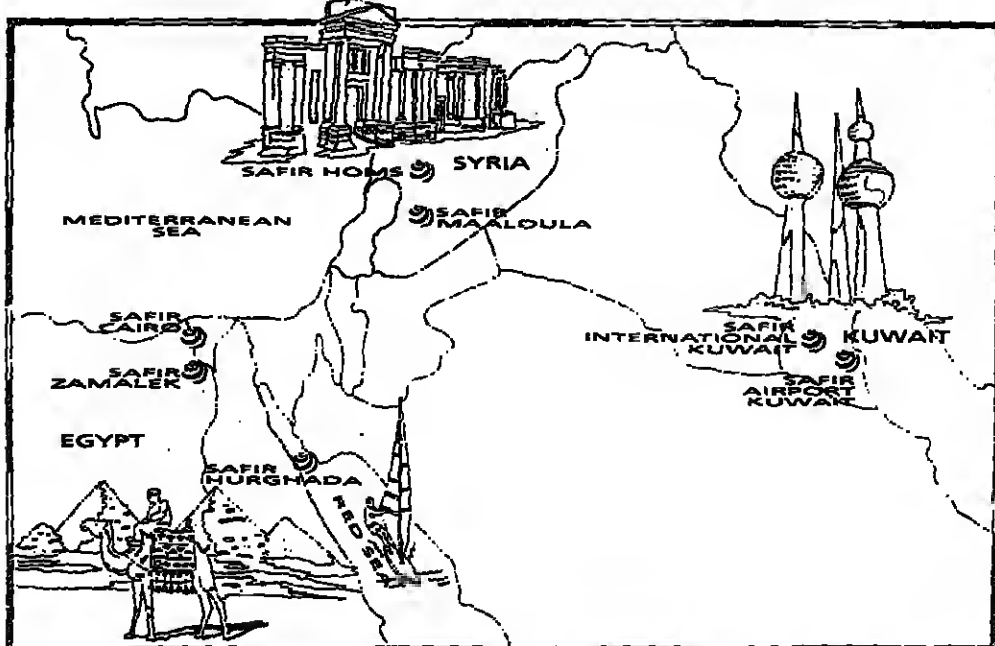 SAFIR HOMS
SYRIA
MEDITERRANEAN
SEA
SAFIR
MAALOULA
SAFIR
CAIRO
SAFIR
ZAMALEK
SAFIR
INTERNATIONAL
KUWAIT
KUWAIT
SAFIR
AIRPORT
KUWAIT
EGYPT
SAFIR
HURGHADA
RED SEA